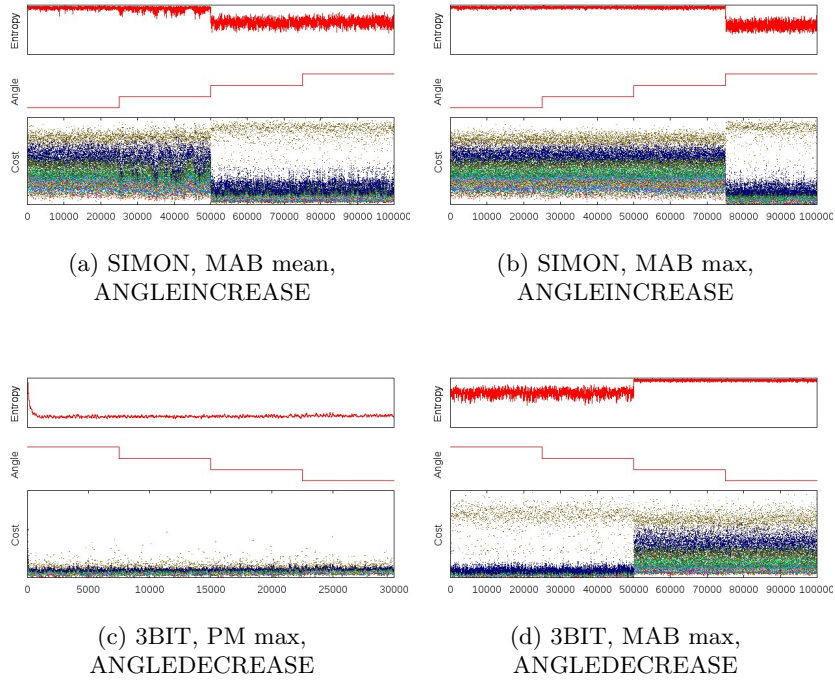 Entropy
Angle
Cost
0 10000 20000 30000 40000 50000 60000 70000 80000 90000 100000
(a) SIMON, MAB mean,
ANGLEINCREASE
Entropy
Angle
Cost
0 10000 20000 30000 40000 50000 60000 70000 80000 90000 100000
(b) SIMON, MAB max,
ANGLEINCREASE
Entropy
Angle
Cost
0 5000 10000 15000 20000 25000 30000
(c) 3BIT, PM max,
ANGLEDECREASE
Entropy
Angle
Cost
0 10000 20000 30000 40000 50000 60000 70000 80000 90000 100000
(d) 3BIT, MAB max,
ANGLEDECREASE